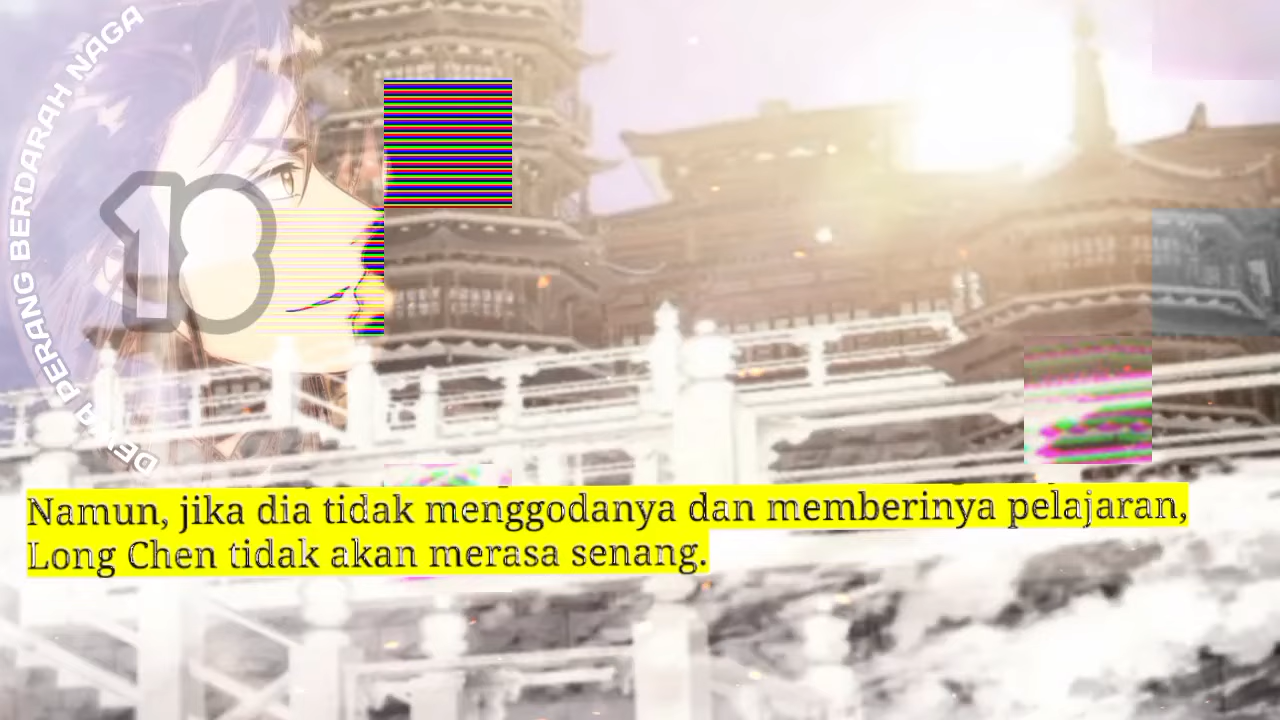 DEWA PERANG BERDARAH NAGA
18
Namun, jika dia tidak menggodanya dan memberinya pelajaran,
Long Chen tidak akan merasa senang.